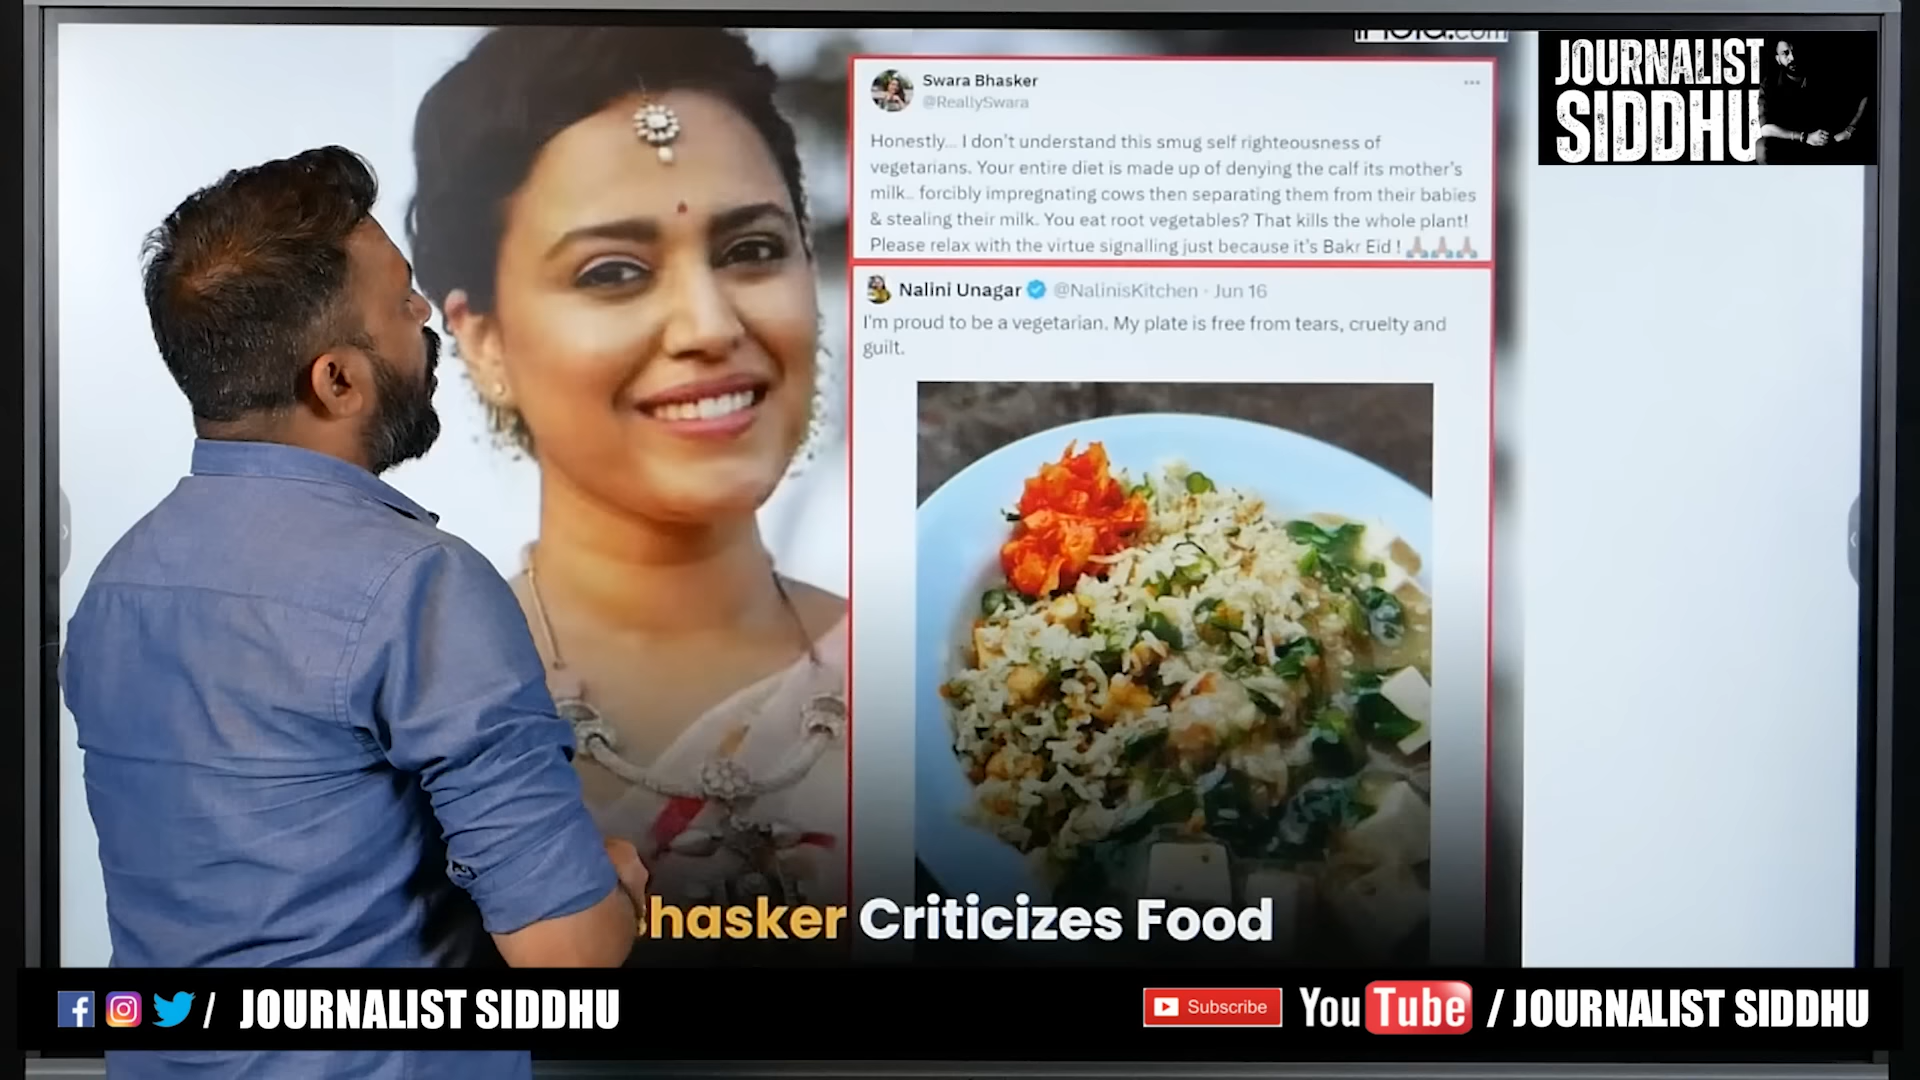 JOURNALIST
SIDDHU
Swara Bhasker
@ReallySwara
Honestly... I don't understand this smug self righteousness of
vegetarians. Your entire diet is made up of denying the calf its mother's
milk.. forcibly impregnating cows then separating them from their babies
& stealing their milk. You eat root vegetables? That kills the whole plant!
Please relax with the virtue signalling just because it's Bakr Eid ! 🙏🏽🙏🏽🙏🏽
Nalini Unagar @NalinisKitchen · Jun 16
I'm proud to be a vegetarian. My plate is free from tears, cruelty and
guilt.
Bhasker Criticizes Food
/ JOURNALIST SIDDHU
Subscribe YouTube / JOURNALIST SIDDHU